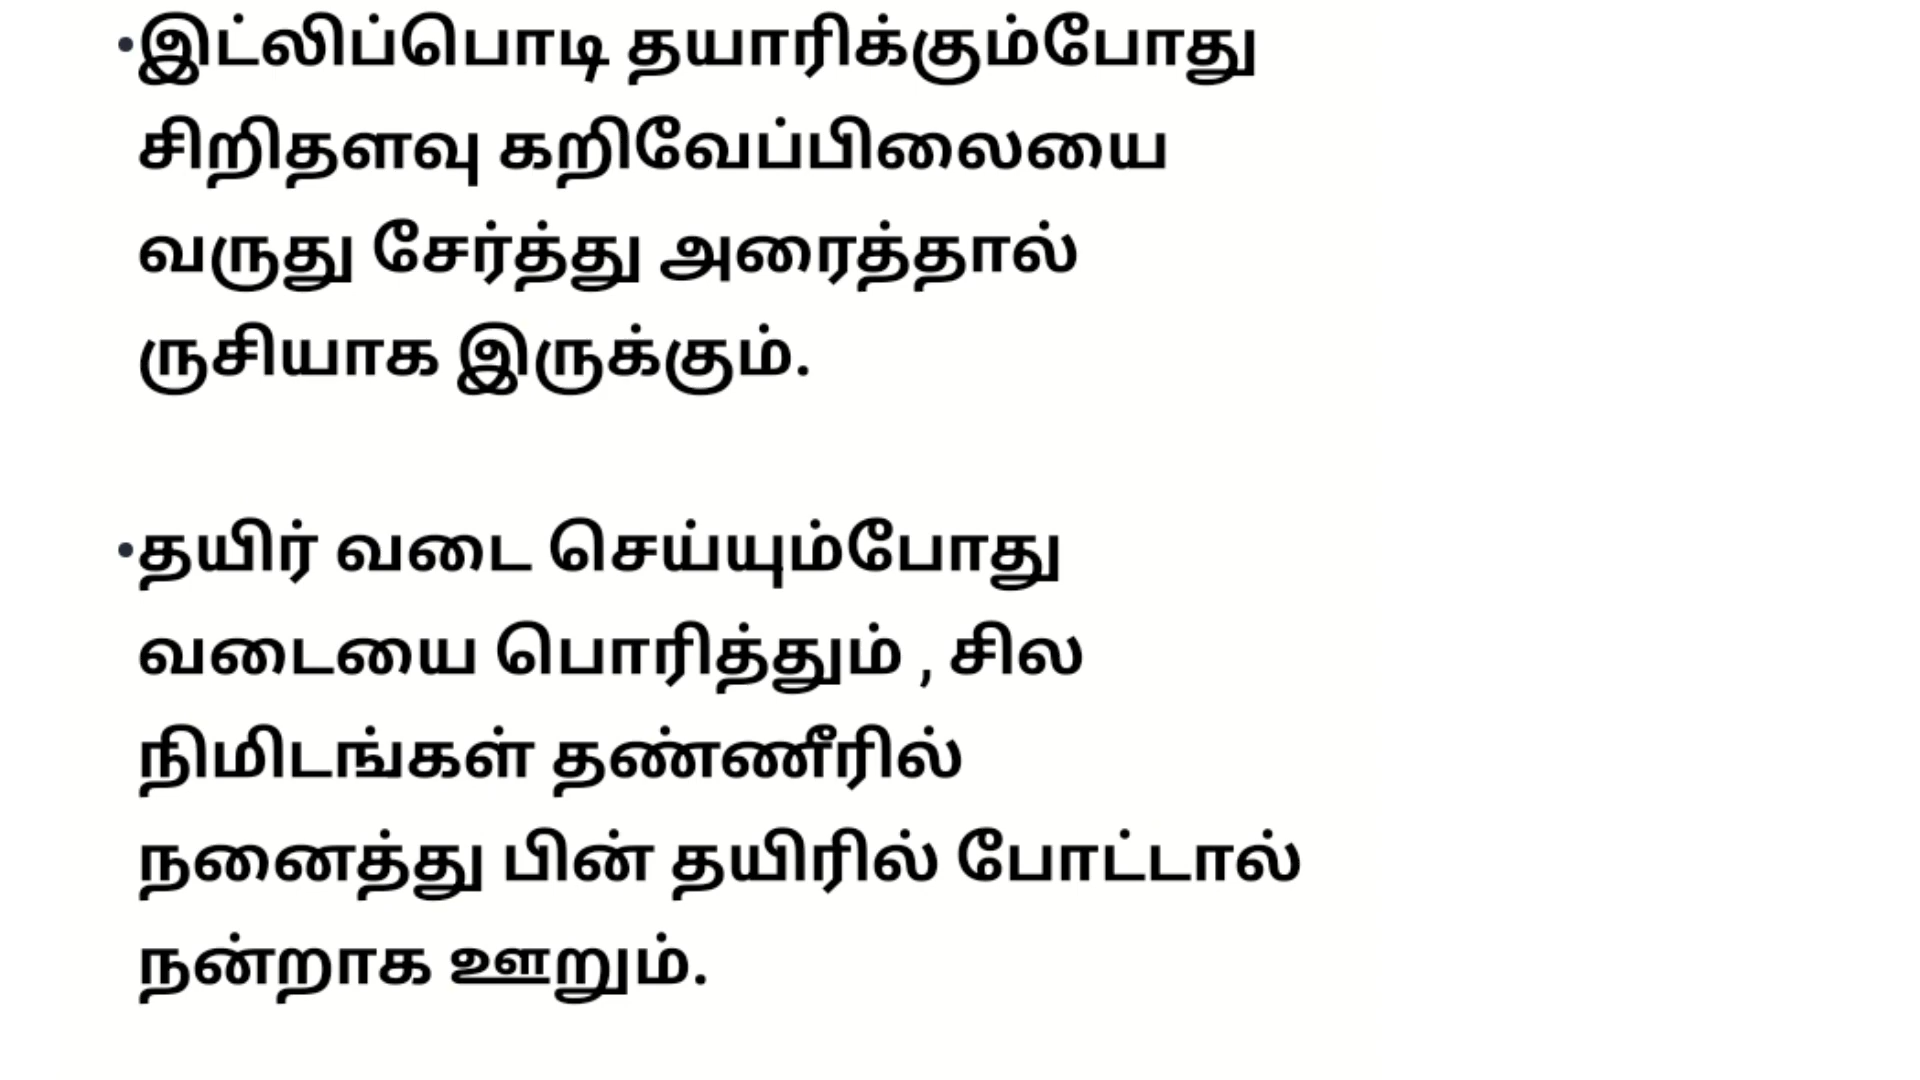 •இட்லிப்பொடி தயாரிக்கும்போது
சிறிதளவு கறிவேப்பிலையை
வருது சேர்த்து அரைத்தால்
ருசியாக இருக்கும்.
•தயிர் வடை செய்யும்போது
வடையை பொரித்தும் , சில
நிமிடங்கள் தண்ணீரில்
நனைத்து பின் தயிரில் போட்டால்
நன்றாக ஊறும்.